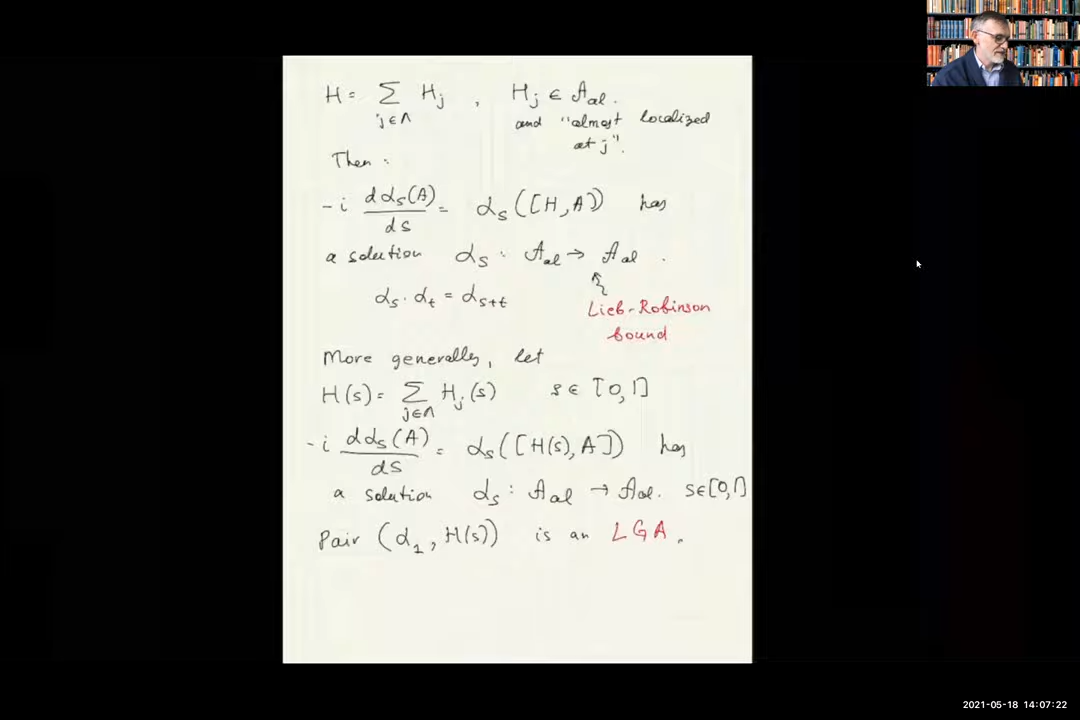 H = Σ H_j , H_j ∈ 𝒜_al.
j∈Λ and "almost localized
at j".
Then :
-i dα_s(A)/ds = α_s([H, A]) has
a solution α_s : 𝒜_al → 𝒜_al .
α_s · α_t = α_{s+t}
Lieb-Robinson
bound
More generally, let
H(s) = Σ_{j∈Λ} H_j(s) s ∈ [0,1]
-i dα_s(A)/ds = α_s([H(s), A]) has
a solution α_s : 𝒜_al → 𝒜_al. s∈[0,1]
Pair (α_1, H(s)) is an LGA.
2021-05-18 14:07:22